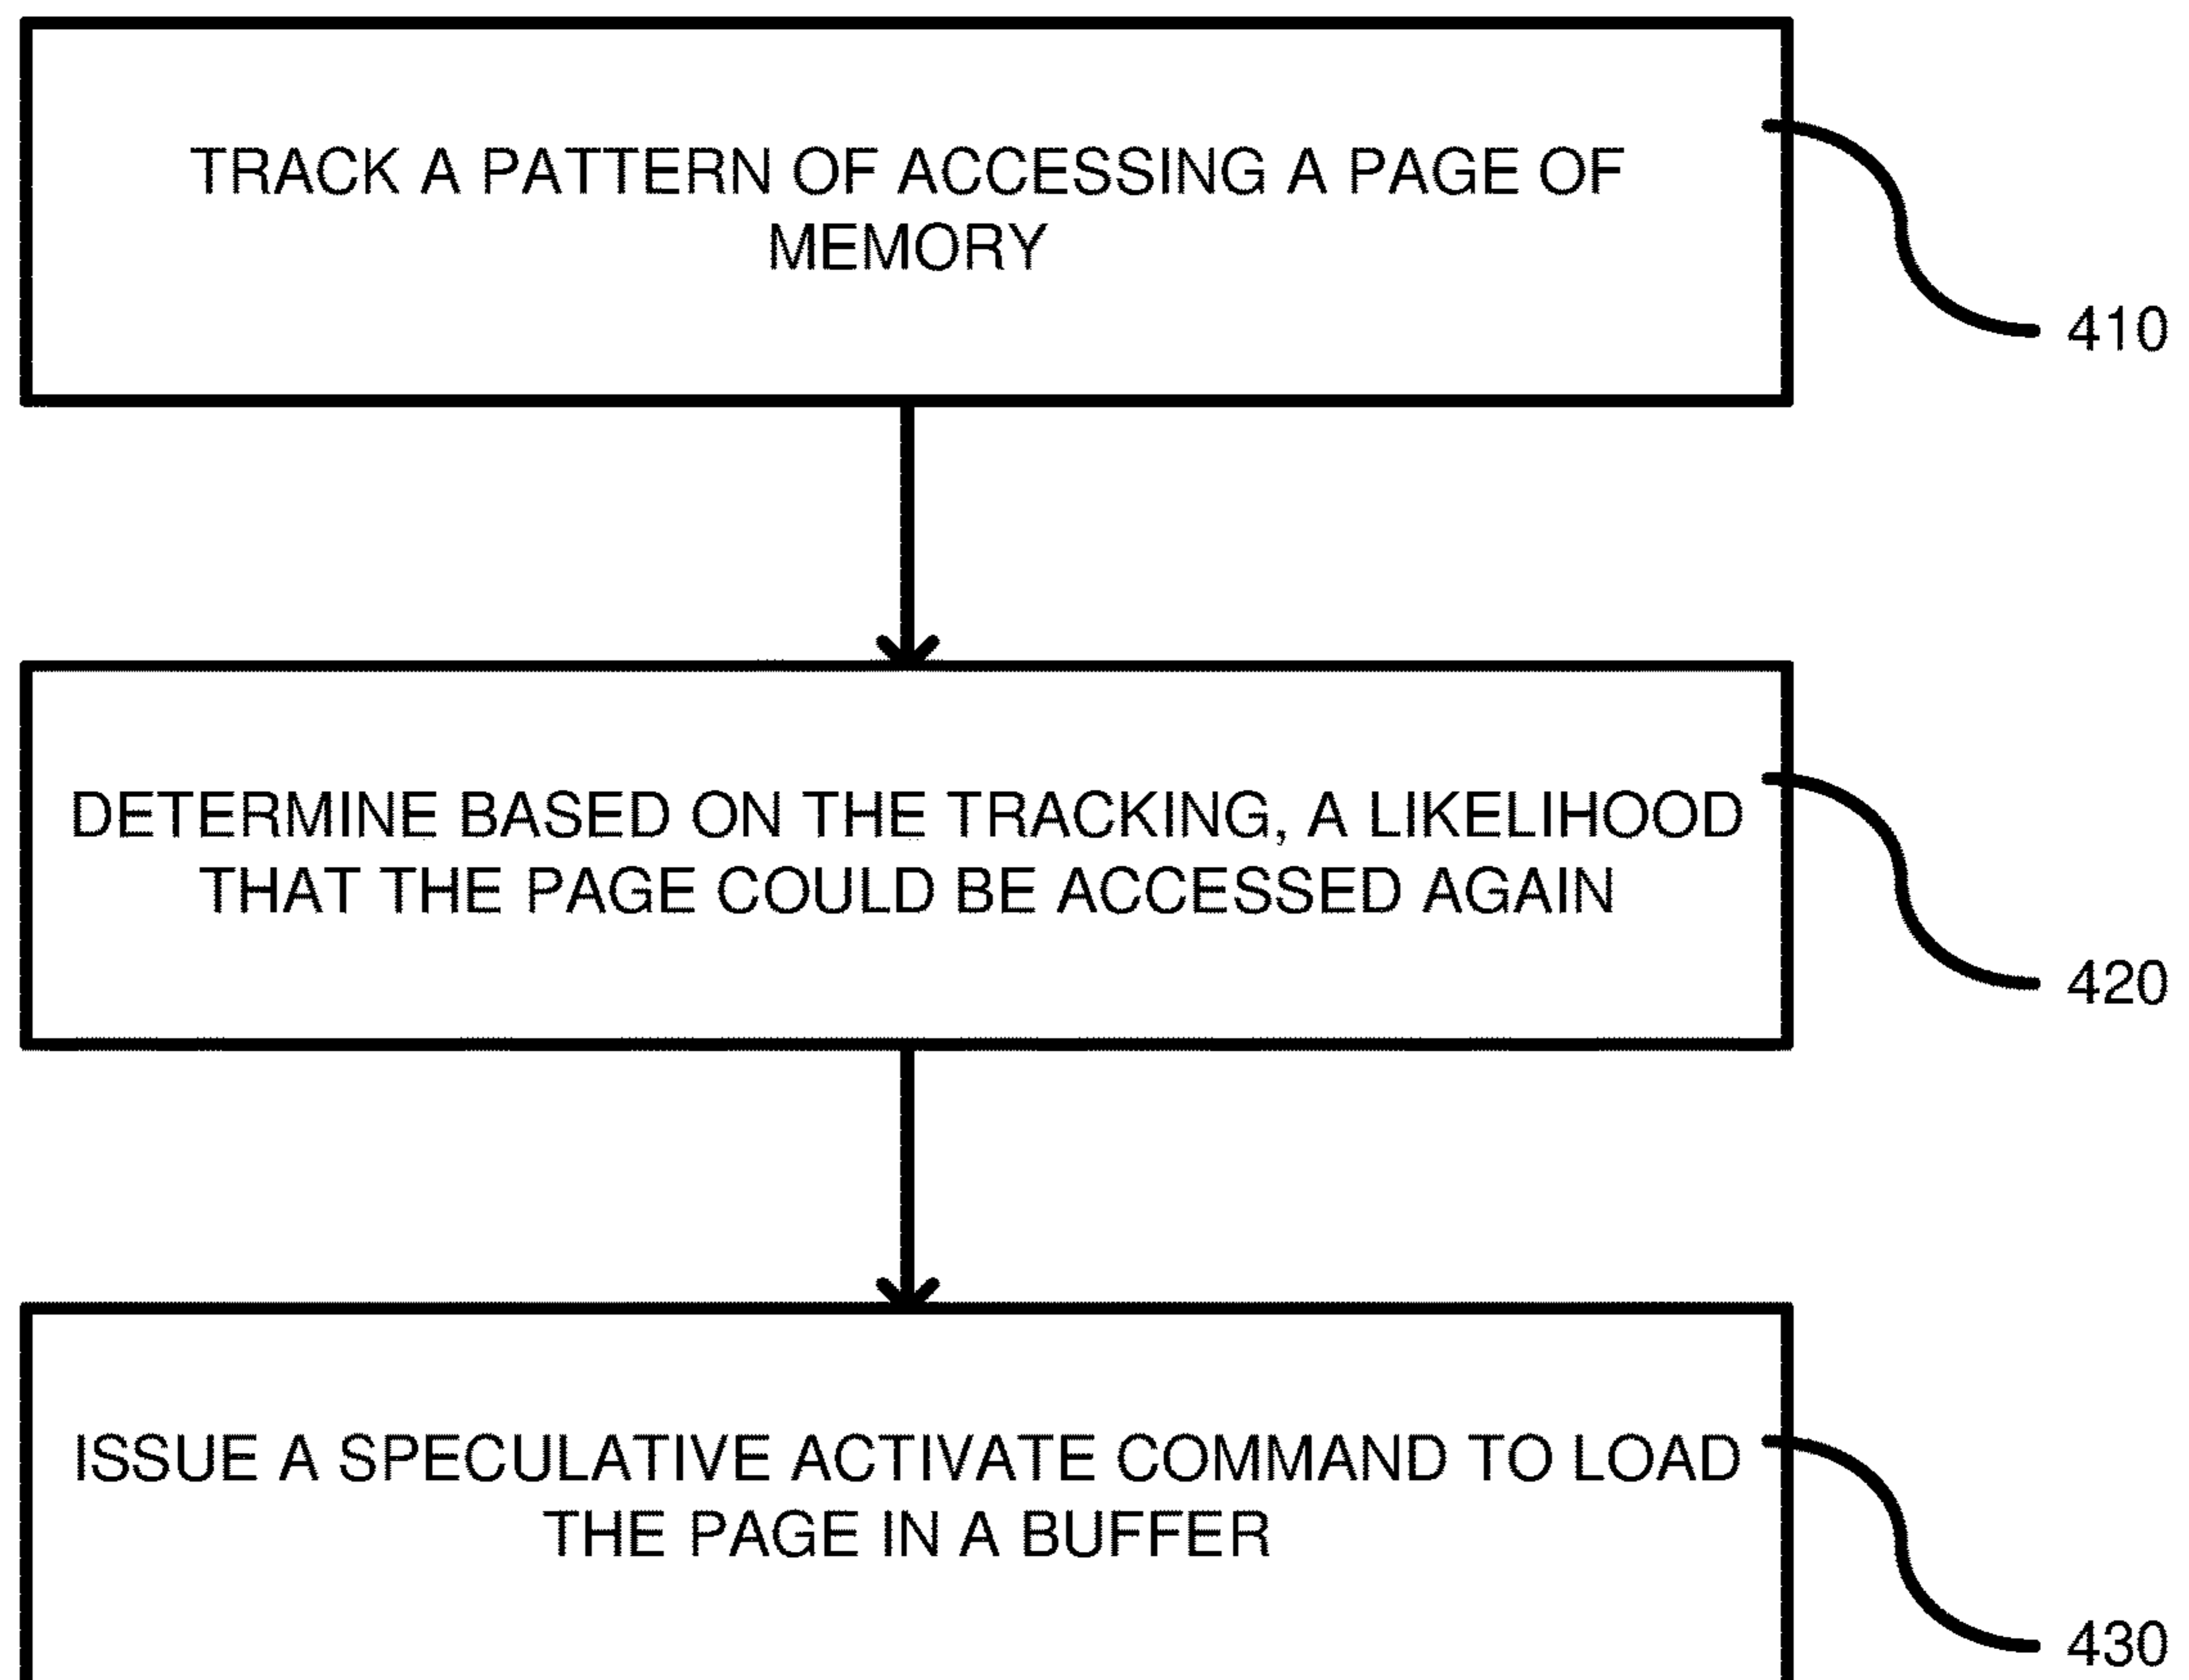 TRACK A PATTERN OF ACCESSING A PAGE OF
MEMORY
410
DETERMINE BASED ON THE TRACKING, A LIKELIHOOD
THAT THE PAGE COULD BE ACCESSED AGAIN
420
ISSUE A SPECULATIVE ACTIVATE COMMAND TO LOAD
THE PAGE IN A BUFFER
430